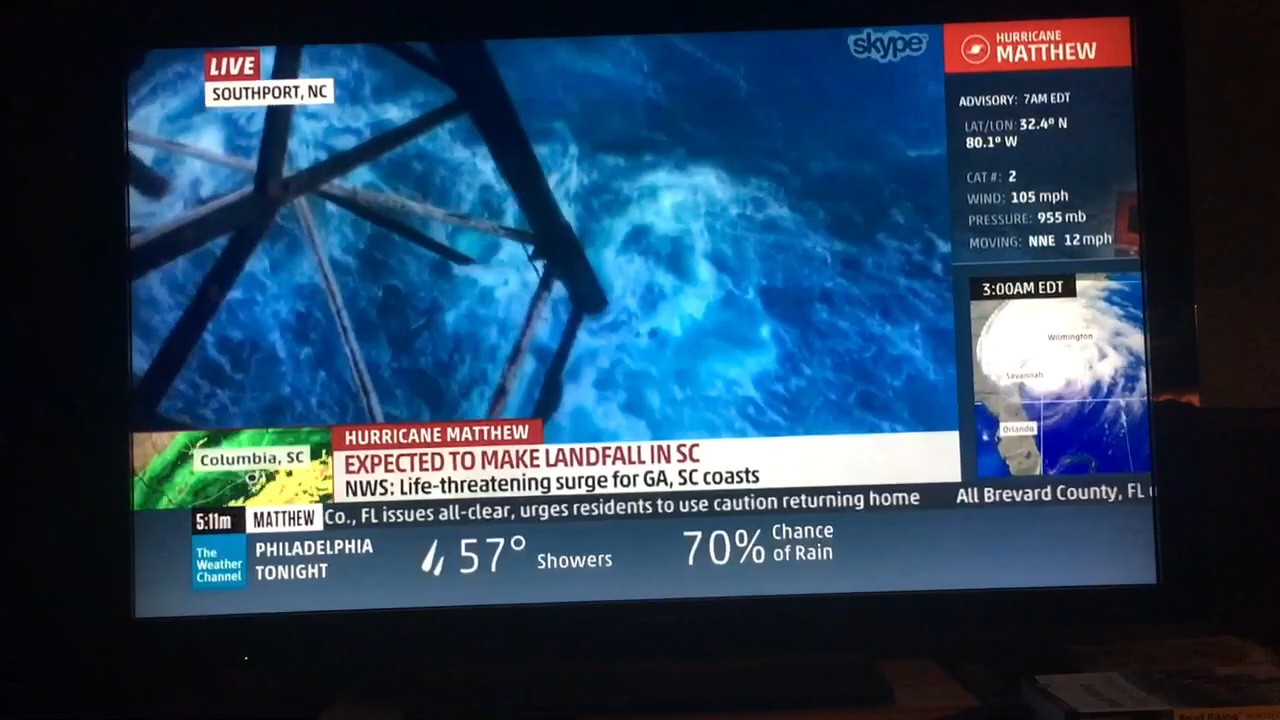 LIVE
SOUTHPORT, NC
skype
HURRICANE
MATTHEW
ADVISORY: 7AM EDT
LAT/LON: 32.4º N
80.1º W
CAT #: 2
WIND: 105 mph
PRESSURE: 955 mb
MOVING: NNE 12 mph
3:00AM EDT
Wilmington
Savannah
Orlando
Columbia, SC
HURRICANE MATTHEW
EXPECTED TO MAKE LANDFALL IN SC
NWS: Life-threatening surge for GA, SC coasts
5:11m MATTHEW Co., FL issues all-clear, urges residents to use caution returning home All Brevard County, FL
The
Weather
Channel
PHILADELPHIA
TONIGHT
57° Showers
70% Chance
of Rain